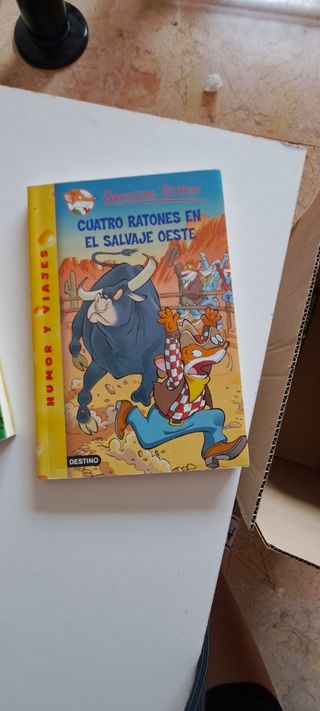 Geronimo Stilton
CUATRO RATONES EN
EL SALVAJE OESTE
HUMOR Y VIAJES
DESTINO